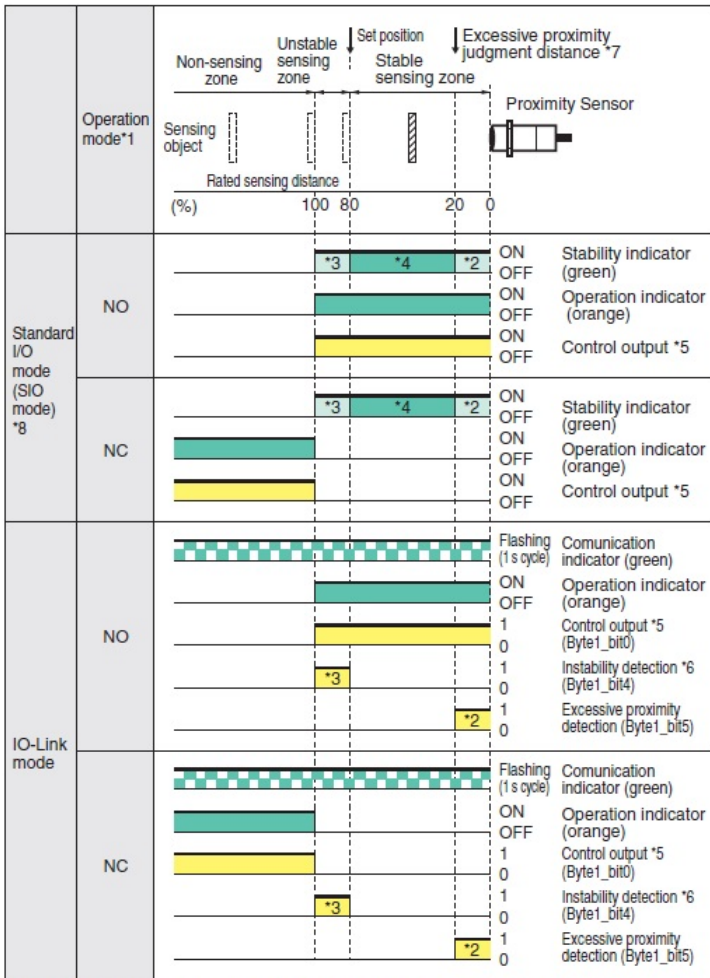 Operation
mode*1
Non-sensing
zone
Unstable
sensing
zone
Set position
Stable
sensing zone
Excessive proximity
judgment distance *7
Proximity Sensor
Sensing
object
Rated sensing distance
(%)
100
80
20
0
Standard
I/O
mode
(SIO
mode)
*8
NO
*3
*4
*2
ON
OFF
Stability indicator
(green)
ON
OFF
Operation indicator
(orange)
ON
OFF
Control output *5
NC
*3
*4
*2
ON
OFF
Stability indicator
(green)
ON
OFF
Operation indicator
(orange)
ON
OFF
Control output *5
IO-Link
mode
NO
Flashing
(1 s cycle)
Comunication
indicator (green)
ON
OFF
Operation indicator
(orange)
1
0
Control output *5
(Byte1_bit0)
*3
1
0
Instability detection *6
(Byte1_bit4)
*2
1
0
Excessive proximity
detection (Byte1_bit5)
NC
Flashing
(1 s cycle)
Comunication
indicator (green)
ON
OFF
Operation indicator
(orange)
1
0
Control output *5
(Byte1_bit0)
*3
1
0
Instability detection *6
(Byte1_bit4)
*2
1
0
Excessive proximity
detection (Byte1_bit5)